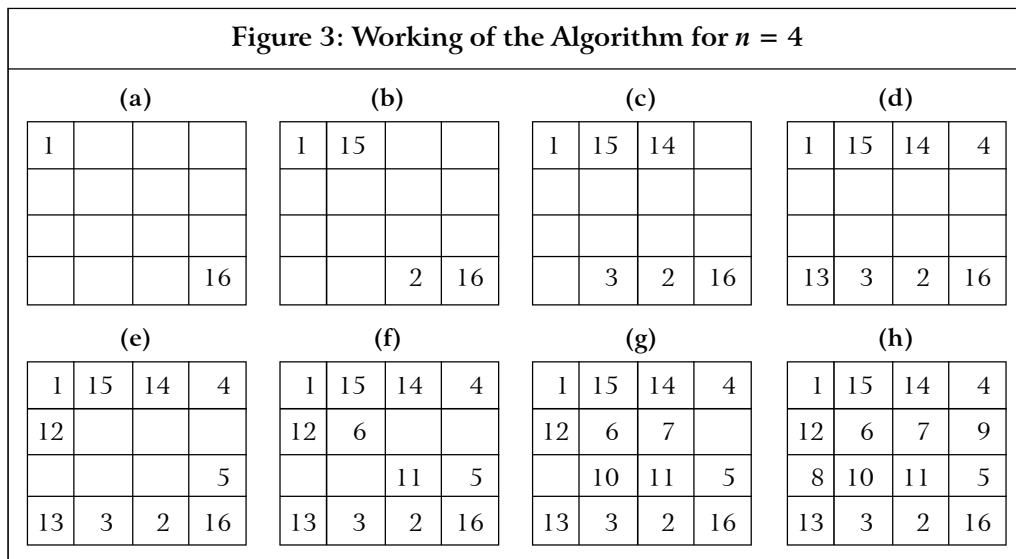 Figure 3: Working of the Algorithm for n = 4
(a) (b) (c) (d)
1 1 15 1 15 14 1 15 14 4
16 2 16 3 2 16 13 3 2 16
(e) (f) (g) (h)
1 15 14 4 1 15 14 4 1 15 14 4 1 15 14 4
12 12 6 12 6 7 12 6 7 9
5 11 5 10 11 5 8 10 11 5
13 3 2 16 13 3 2 16 13 3 2 16 13 3 2 16